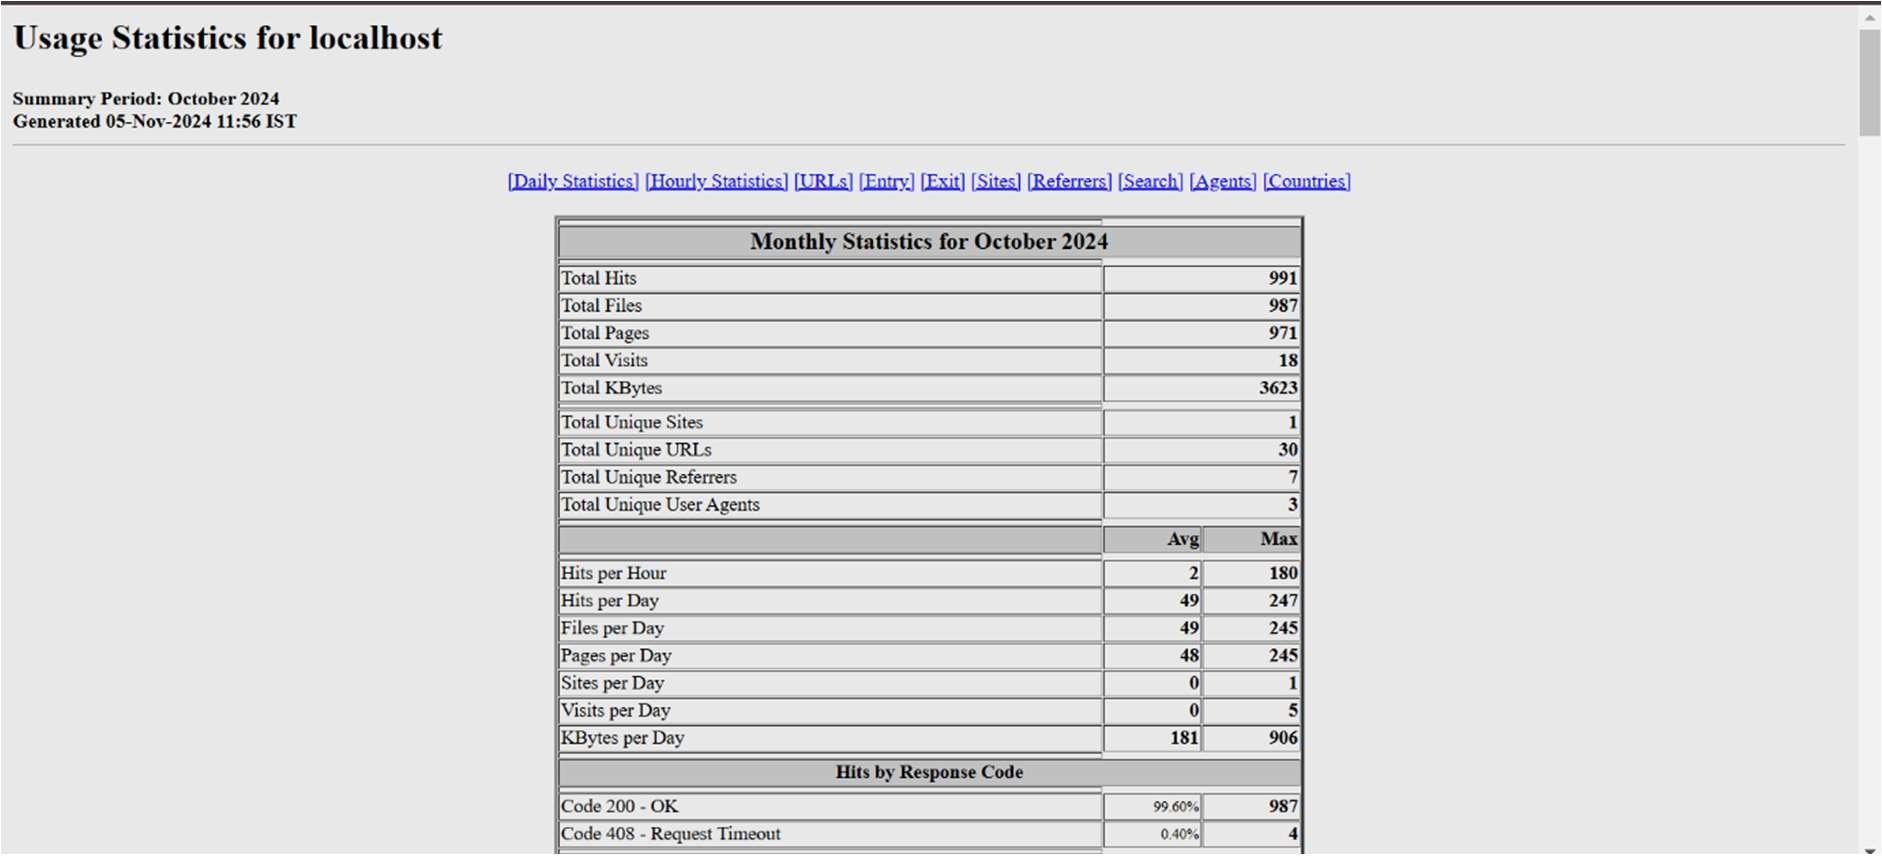 Usage Statistics for localhost
Summary Period: October 2024
Generated 05-Nov-2024 11:56 IST
[Daily Statistics] [Hourly Statistics] [URLs] [Entry] [Exit] [Sites] [Referrers] [Search] [Agents] [Countries]
Monthly Statistics for October 2024
Total Hits 991
Total Files 987
Total Pages 971
Total Visits 18
Total KBytes 3623
Total Unique Sites 1
Total Unique URLs 30
Total Unique Referrers 7
Total Unique User Agents 3
Avg Max
Hits per Hour 2 180
Hits per Day 49 247
Files per Day 49 245
Pages per Day 48 245
Sites per Day 0 1
Visits per Day 0 5
KBytes per Day 181 906
Hits by Response Code
Code 200 - OK 99.60% 987
Code 408 - Request Timeout 0.40% 4